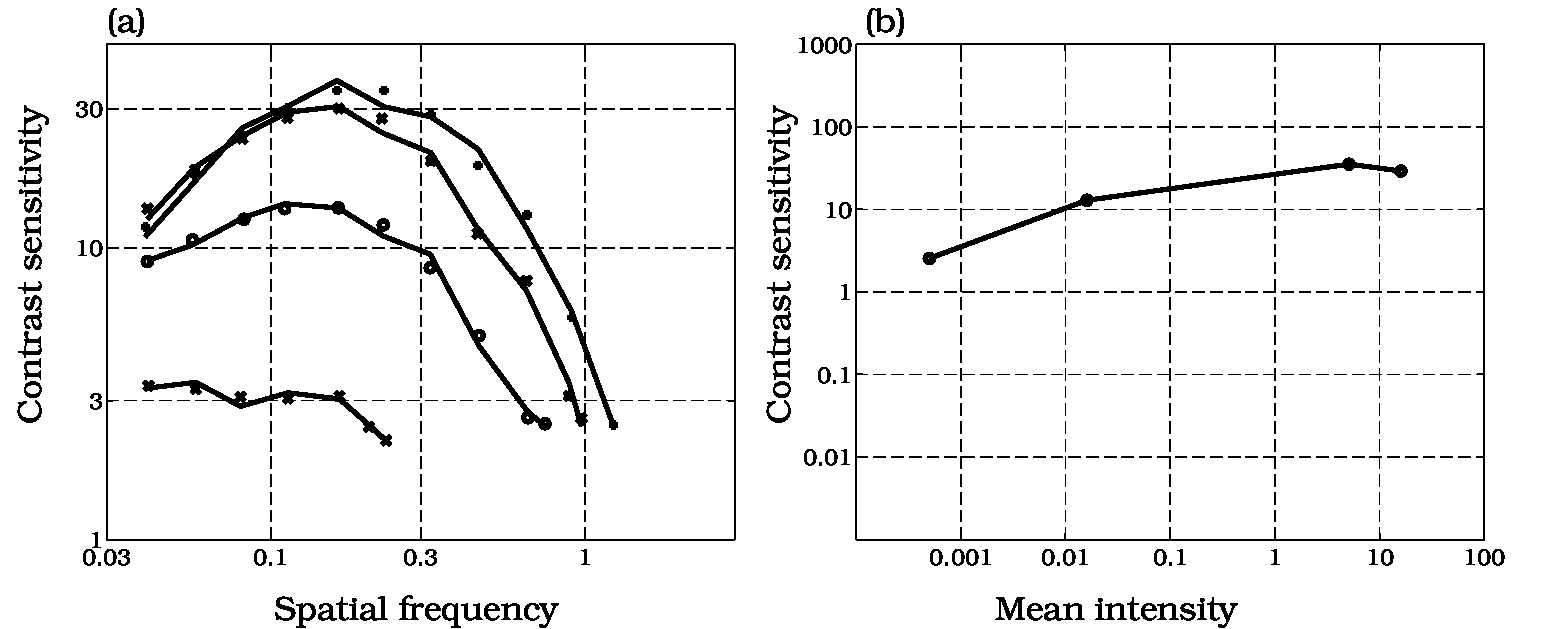 (a)
Contrast sensitivity
30
10
3
1
0.03 0.1 0.3 1
Spatial frequency
(b)
Contrast sensitivity
1000
100
10
1
0.1
0.01
0.001 0.01 0.1 1 10 100
Mean intensity